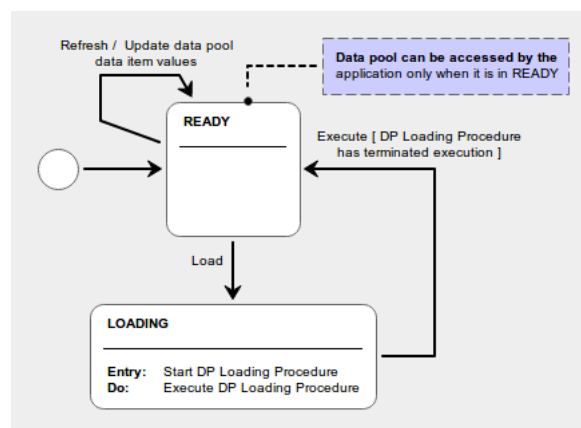 Refresh / Update data pool
data item values
Data pool can be accessed by the
application only when it is in READY
READY
Execute [ DP Loading Procedure
has terminated execution ]
Load
LOADING
Entry: Start DP Loading Procedure
Do: Execute DP Loading Procedure